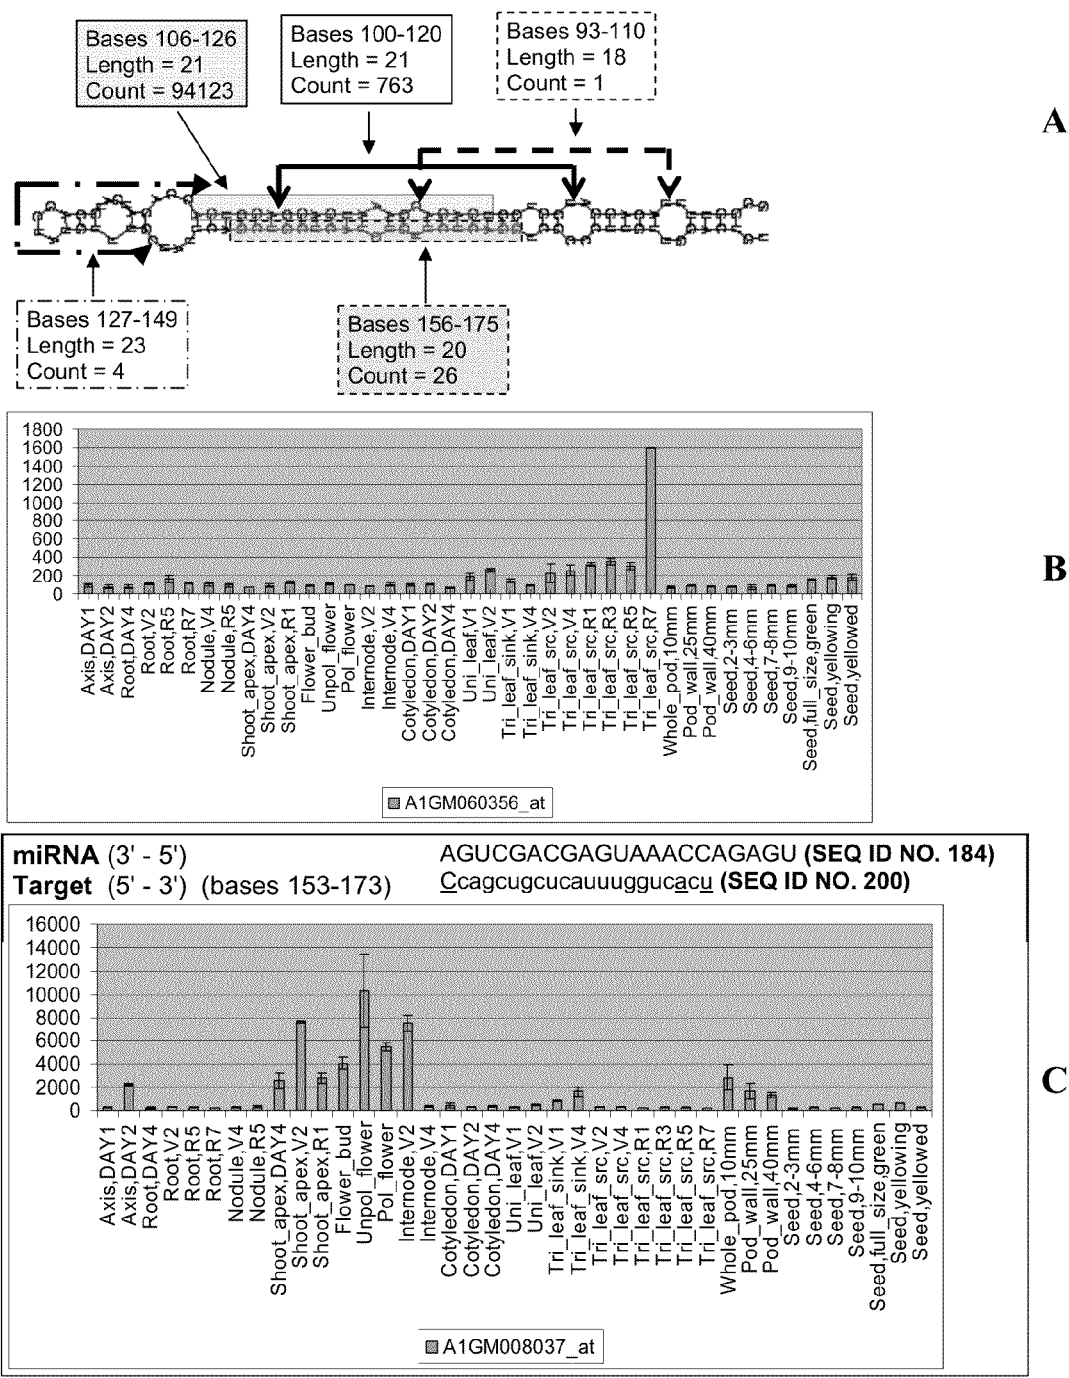 Bases 106-126
Length = 21
Count = 94123
Bases 100-120
Length = 21
Count = 763
Bases 93-110
Length = 18
Count = 1
A
Bases 127-149
Length = 23
Count = 4
Bases 156-175
Length = 20
Count = 26
1800
1600
1400
1200
1000
800
600
400
200
0
Axis,DAY1
Axis,DAY2
Root,DAY4
Root,V2
Root,R5
Root,R7
Nodule,V4
Nodule,R5
Shoot_apex,DAY4
Shoot_apex,V2
Shoot_apex,R1
Flower_bud
Unpol_flower
Pol_flower
Internode,V2
Internode,V4
Cotyledon,DAY1
Cotyledon,DAY2
Cotyledon,DAY4
Uni_leaf,V1
Uni_leaf,V2
Tri_leaf_sink,V1
Tri_leaf_sink,V4
Tri_leaf_src,V2
Tri_leaf_src,V4
Tri_leaf_src,R1
Tri_leaf_src,R3
Tri_leaf_src,R5
Tri_leaf_src,R7
Whole_pod,10mm
Pod_wall,25mm
Pod_wall,40mm
Seed,2-3mm
Seed,4-6mm
Seed,7-8mm
Seed,9-10mm
Seed,full_size,green
Seed,yellowing
Seed,yellowed
A1GM060356_at
B
miRNA (3' - 5') AGUCGACGAGUAAACCAGAGU (SEQ ID NO. 184)
Target (5' - 3') (bases 153-173) Ccagcugcucauuuggucacu (SEQ ID NO. 200)
16000
14000
12000
10000
8000
6000
4000
2000
0
Axis,DAY1
Axis,DAY2
Root,DAY4
Root,V2
Root,R5
Root,R7
Nodule,V4
Nodule,R5
Shoot_apex,DAY4
Shoot_apex,V2
Shoot_apex,R1
Flower_bud
Unpol_flower
Pol_flower
Internode,V2
Internode,V4
Cotyledon,DAY1
Cotyledon,DAY2
Cotyledon,DAY4
Uni_leaf,V1
Uni_leaf,V2
Tri_leaf_sink,V1
Tri_leaf_sink,V4
Tri_leaf_src,V2
Tri_leaf_src,V4
Tri_leaf_src,R1
Tri_leaf_src,R3
Tri_leaf_src,R5
Tri_leaf_src,R7
Whole_pod,10mm
Pod_wall,25mm
Pod_wall,40mm
Seed,2-3mm
Seed,4-6mm
Seed,7-8mm
Seed,9-10mm
Seed,full_size,green
Seed,yellowing
Seed,yellowed
A1GM008037_at
C